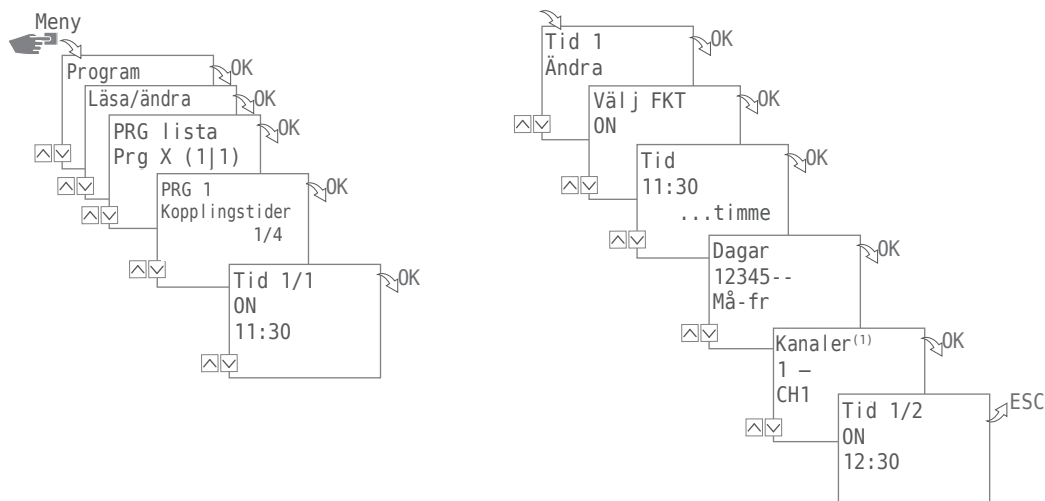 Meny
Program
OK
Läsa/ändra
OK
PRG lista
Prg X (1|1)
OK
PRG 1
Kopplingstider
1/4
OK
Tid 1/1
ON
11:30
OK
Tid 1
Ändra
OK
Välj FKT
ON
OK
Tid
11:30
...timme
OK
Dagar
12345--
Må-fr
OK
Kanaler(1)
1 –
CH1
OK
Tid 1/2
ON
12:30
ESC